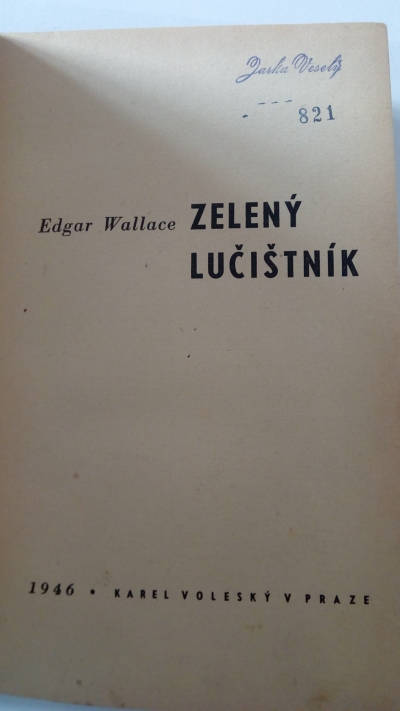 Jarka Veselý
821
Edgar Wallace ZELENÝ
LUČIŠTNÍK
1946 • KAREL VOLESKÝ V PRAZE